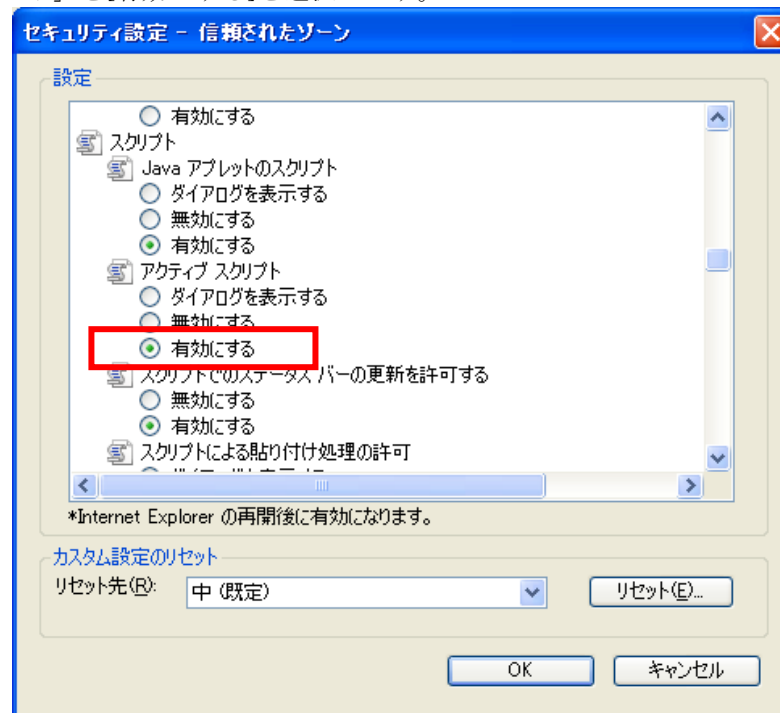 セキュリティ設定 - 信頼されたゾーン
設定
有効にする
スクリプト
Java アプレットのスクリプト
ダイアログを表示する
無効にする
有効にする
アクティブ スクリプト
ダイアログを表示する
無効にする
有効にする
スクリプトでのステータス バーの更新を許可する
無効にする
有効にする
スクリプトによる貼り付け処理の許可
*Internet Explorer の再開後に有効になります。
カスタム設定のリセット
リセット先(R): 中 (既定) リセット(E)...
OK キャンセル